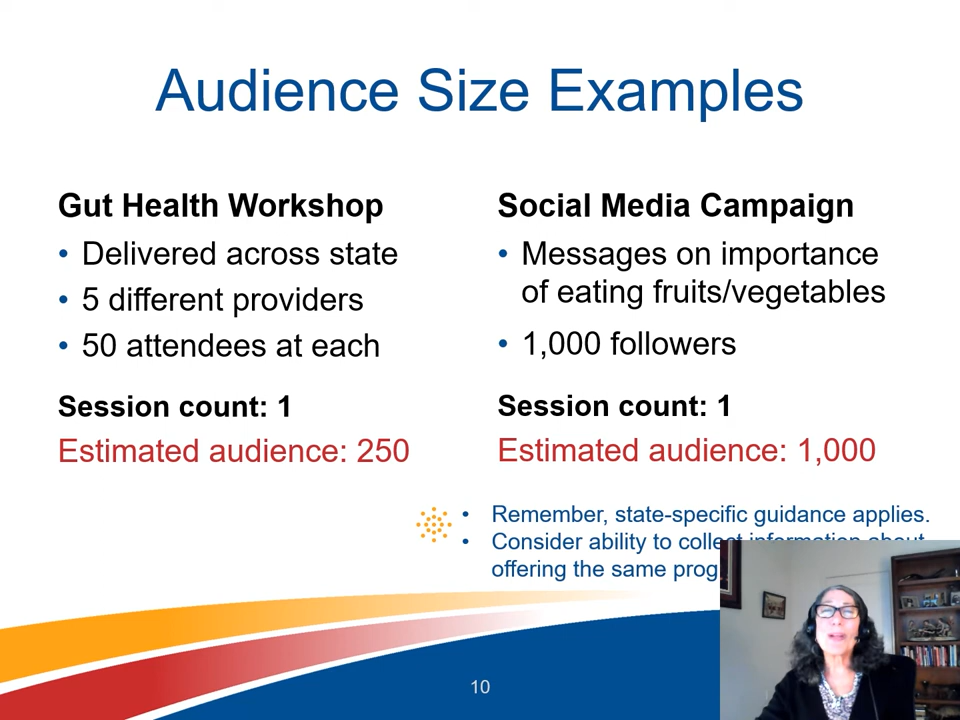 Audience Size Examples
Gut Health Workshop
• Delivered across state
• 5 different providers
• 50 attendees at each
Session count: 1
Estimated audience: 250
Social Media Campaign
• Messages on importance
of eating fruits/vegetables
• 1,000 followers
Session count: 1
Estimated audience: 1,000
• Remember, state-specific guidance applies.
• Consider ability to collect information about
offering the same
10